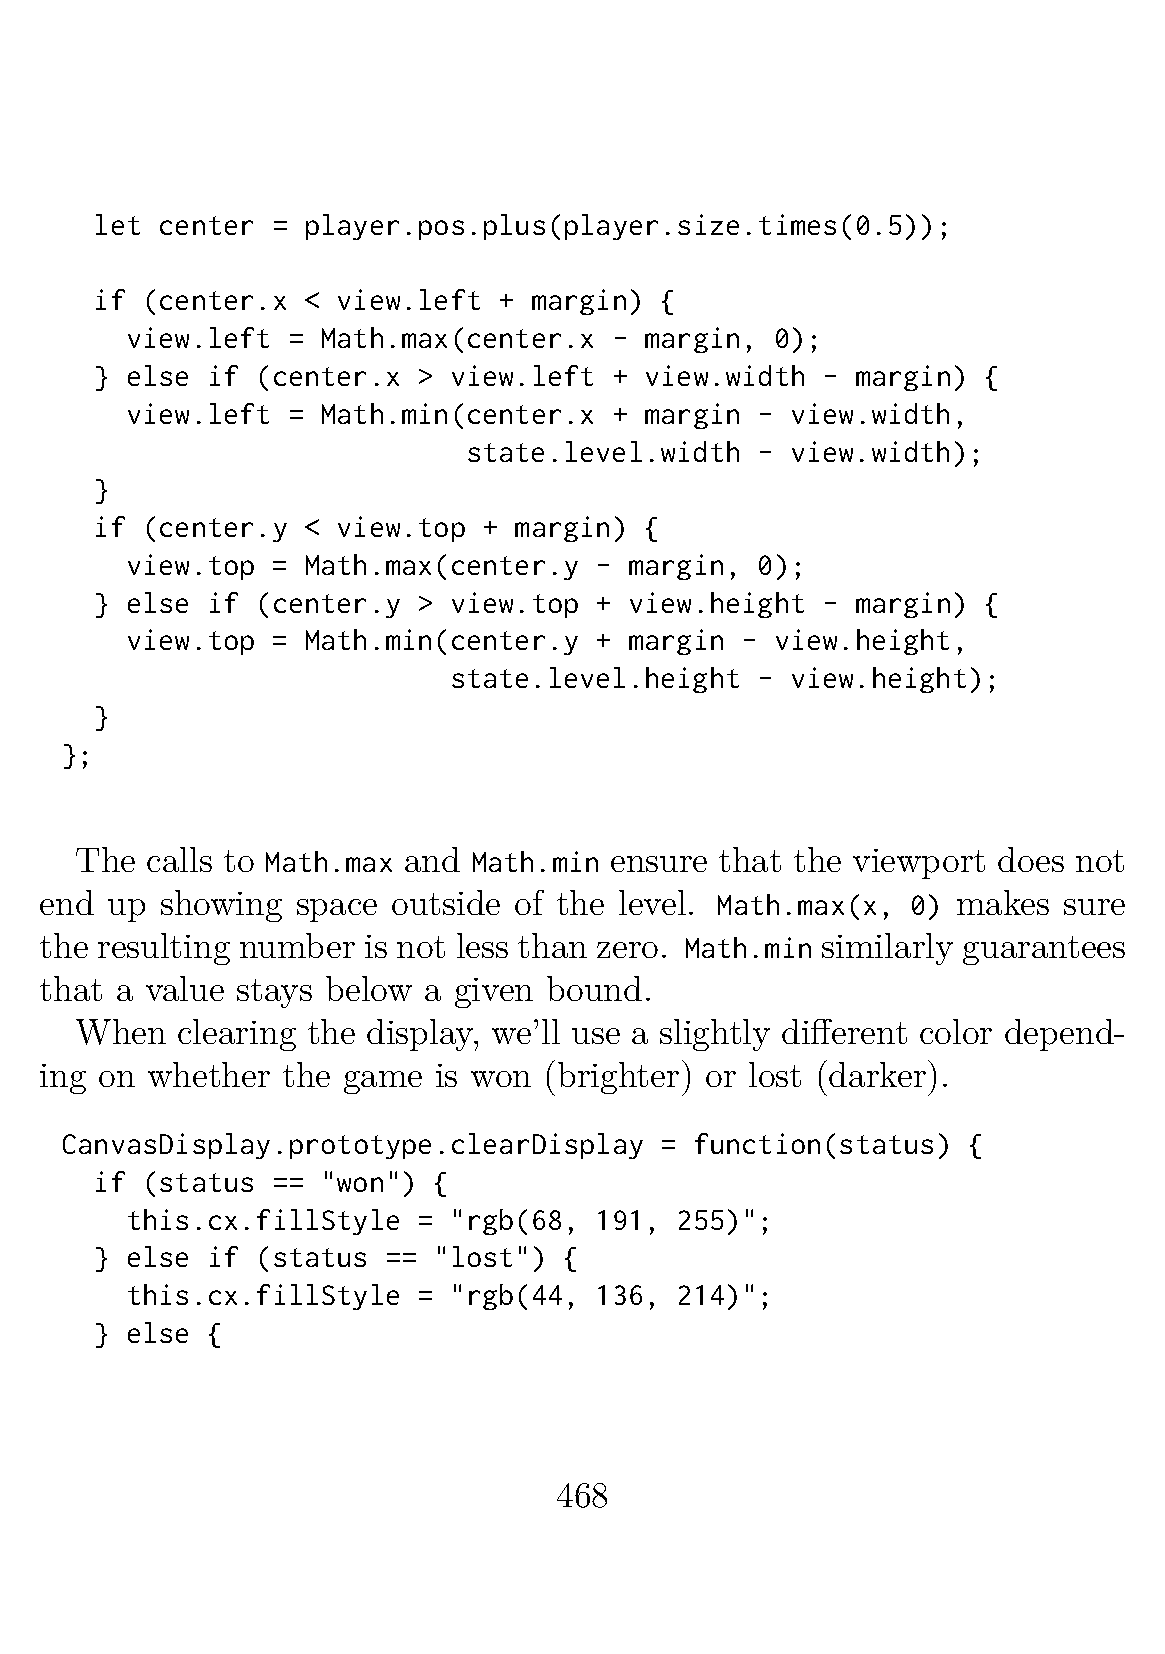 let center = player.pos.plus(player.size.times(0.5));

  if (center.x < view.left + margin) {
    view.left = Math.max(center.x - margin, 0);
  } else if (center.x > view.left + view.width - margin) {
    view.left = Math.min(center.x + margin - view.width,
                         state.level.width - view.width);
  }
  if (center.y < view.top + margin) {
    view.top = Math.max(center.y - margin, 0);
  } else if (center.y > view.top + view.height - margin) {
    view.top = Math.min(center.y + margin - view.height,
                        state.level.height - view.height);
  }
};

The calls to Math.max and Math.min ensure that the viewport does not
end up showing space outside of the level. Math.max(x, 0) makes sure
the resulting number is not less than zero. Math.min similarly guarantees
that a value stays below a given bound.
When clearing the display, we'll use a slightly different color depend-
ing on whether the game is won (brighter) or lost (darker).

CanvasDisplay.prototype.clearDisplay = function(status) {
  if (status == "won") {
    this.cx.fillStyle = "rgb(68, 191, 255)";
  } else if (status == "lost") {
    this.cx.fillStyle = "rgb(44, 136, 214)";
  } else {

468